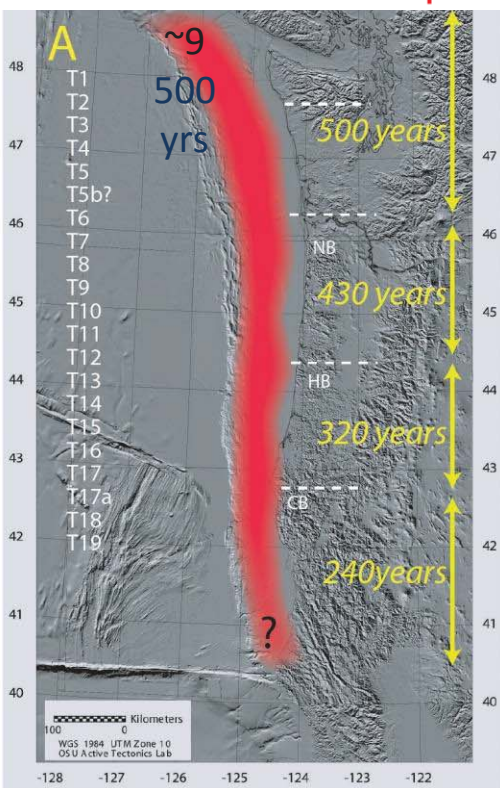 A
~9
500
yrs
T1
T2
T3
T4
T5
T5b?
T6
T7
T8
T9
T10
T11
T12
T13
T14
T15
T16
T17
T17a
T18
T19
?
500 years
NB
430 years
HB
320 years
CB
240years
48
47
46
45
44
43
42
41
40
48
47
46
45
44
43
42
41
40
Kilometers
100 0
WGS 1984 UTM Zone 10
OSU Active Tectonics Lab
-128 -127 -126 -125 -124 -123 -122